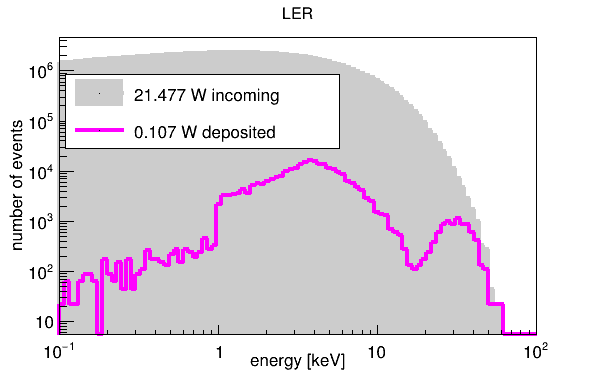 LER
number of events
10^6
10^5
10^4
10^3
10^2
10
21.477 W incoming
0.107 W deposited
10^-1
1
10
10^2
energy [keV]